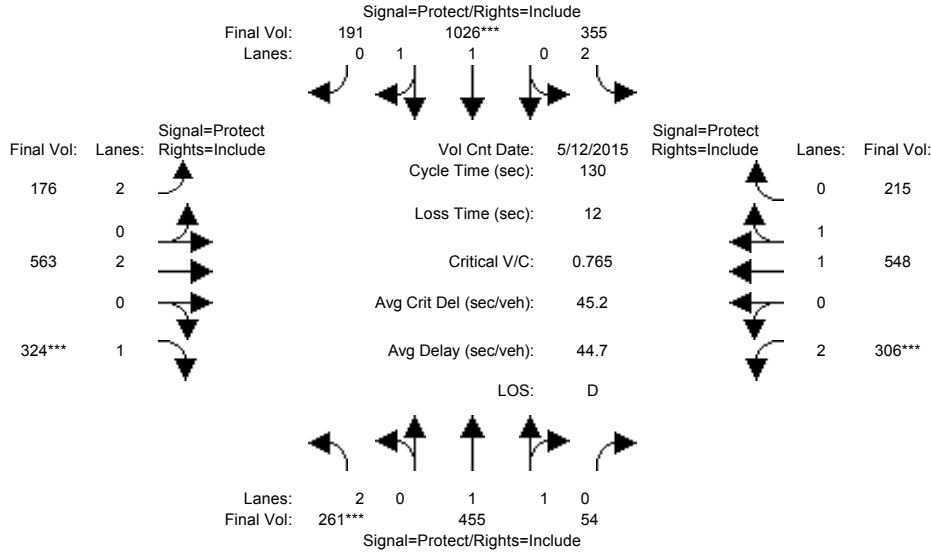 Signal=Protect/Rights=Include
Final Vol: 191 1026*** 355
Lanes: 0 1 1 0 2
Signal=Protect Signal=Protect
Final Vol: Lanes: Rights=Include Vol Cnt Date: 5/12/2015 Rights=Include Lanes: Final Vol:
Cycle Time (sec): 130
176 2 0 215
Loss Time (sec): 12
0 1
563 2 Critical V/C: 0.765 1 548
0 Avg Crit Del (sec/veh): 45.2 0
324*** 1 Avg Delay (sec/veh): 44.7 2 306***
LOS: D
Lanes: 2 0 1 1 0
Final Vol: 261*** 455 54
Signal=Protect/Rights=Include